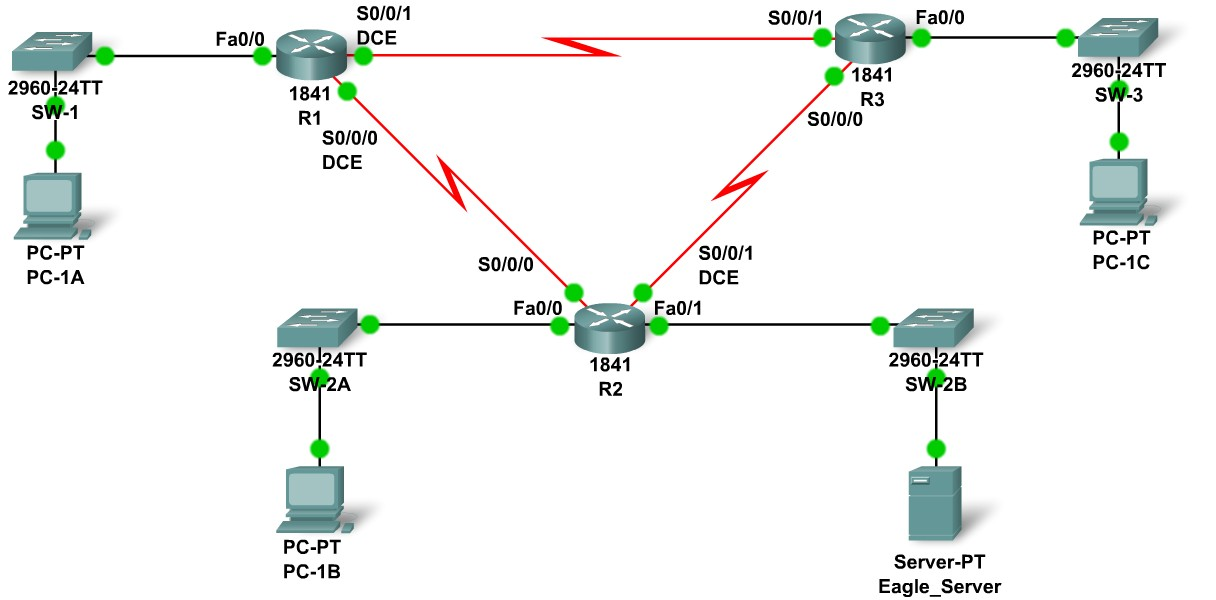 S0/0/1
DCE
Fa0/0
2960-24TT
SW-1
1841
R1
S0/0/0
DCE
PC-PT
PC-1A
S0/0/1
Fa0/0
1841
R3
S0/0/0
2960-24TT
SW-3
PC-PT
PC-1C
S0/0/0
S0/0/1
DCE
Fa0/0
Fa0/1
1841
R2
2960-24TT
SW-2A
PC-PT
PC-1B
2960-24TT
SW-2B
Server-PT
Eagle_Server